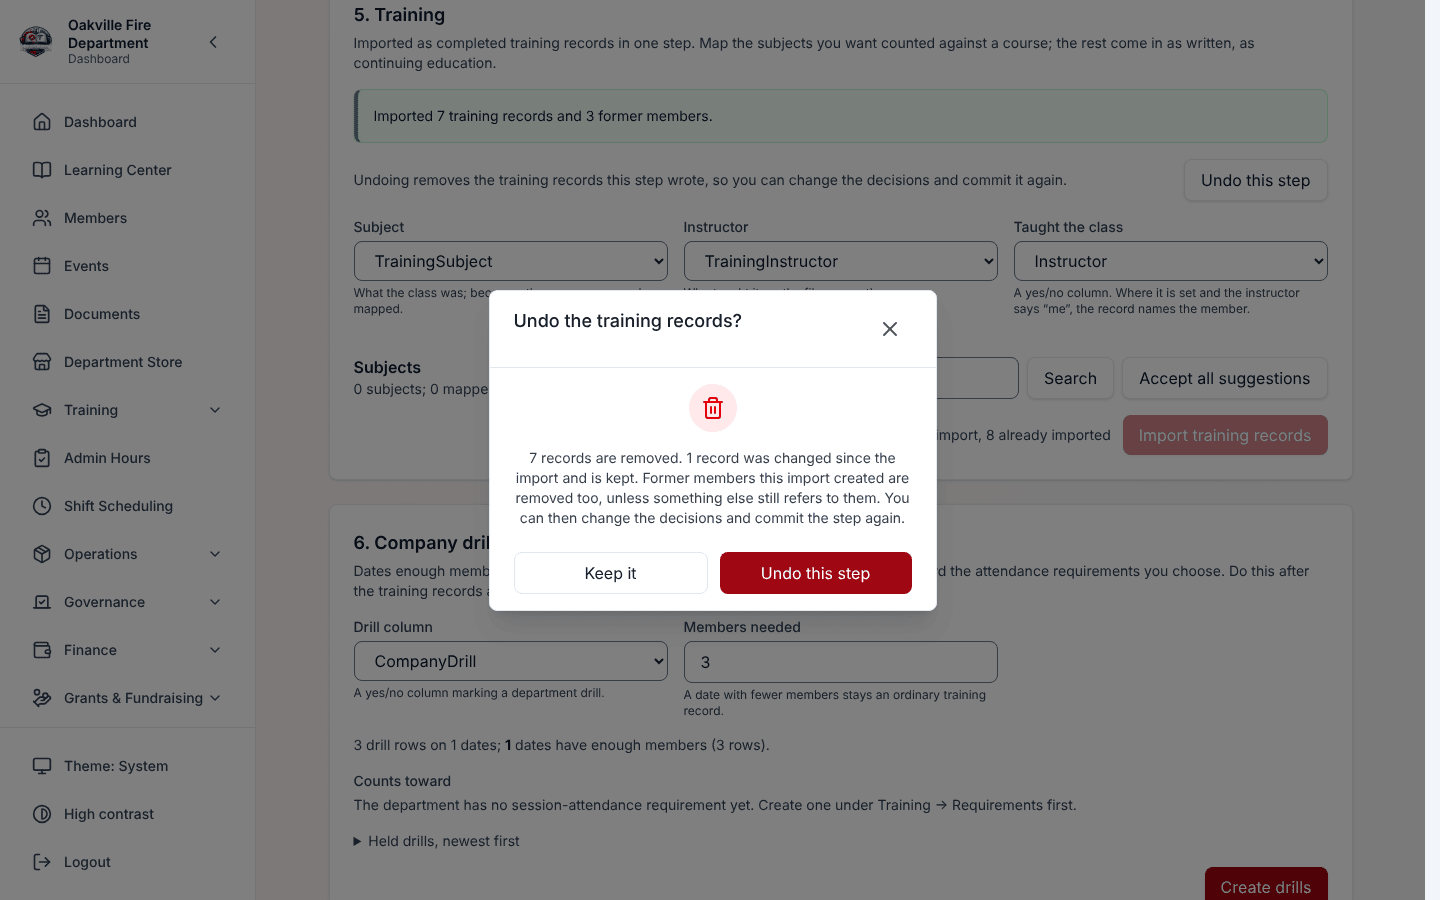 Oakville Fire
Department
Dashboard
Dashboard
Learning Center
Members
Events
Documents
Department Store
Training
Admin Hours
Shift Scheduling
Operations
Governance
Finance
Grants & Fundraising
Theme: System
High contrast
Logout
5. Training
Imported as completed training records in one step. Map the subjects you want counted against a course; the rest come in as written, as
continuing education.
Imported 7 training records and 3 former members.
Undoing removes the training records this step wrote, so you can change the decisions and commit it again.
Undo this step
Subject
Instructor
Taught the class
TrainingSubject
TrainingInstructor
Instructor
What the class was;
mapped.
A yes/no column. Where it is set and the instructor
says “me”, the record names the member.
Subjects
0 subjects; 0
Search
Accept all suggestions
import, 8 already imported
Import training records
Undo the training records?
7 records are removed. 1 record was changed since the
import and is kept. Former members this import created are
removed too, unless something else still refers to them. You
can then change the decisions and commit the step again.
Keep it
Undo this step
6. Company
Dates enough
the attendance requirements you choose. Do this after
the training records
Drill column
Members needed
CompanyDrill
3
A yes/no column marking a department drill.
A date with fewer members stays an ordinary training
record.
3 drill rows on 1 dates; 1 dates have enough members (3 rows).
Counts toward
The department has no session-attendance requirement yet. Create one under Training → Requirements first.
Held drills, newest first
Create drills